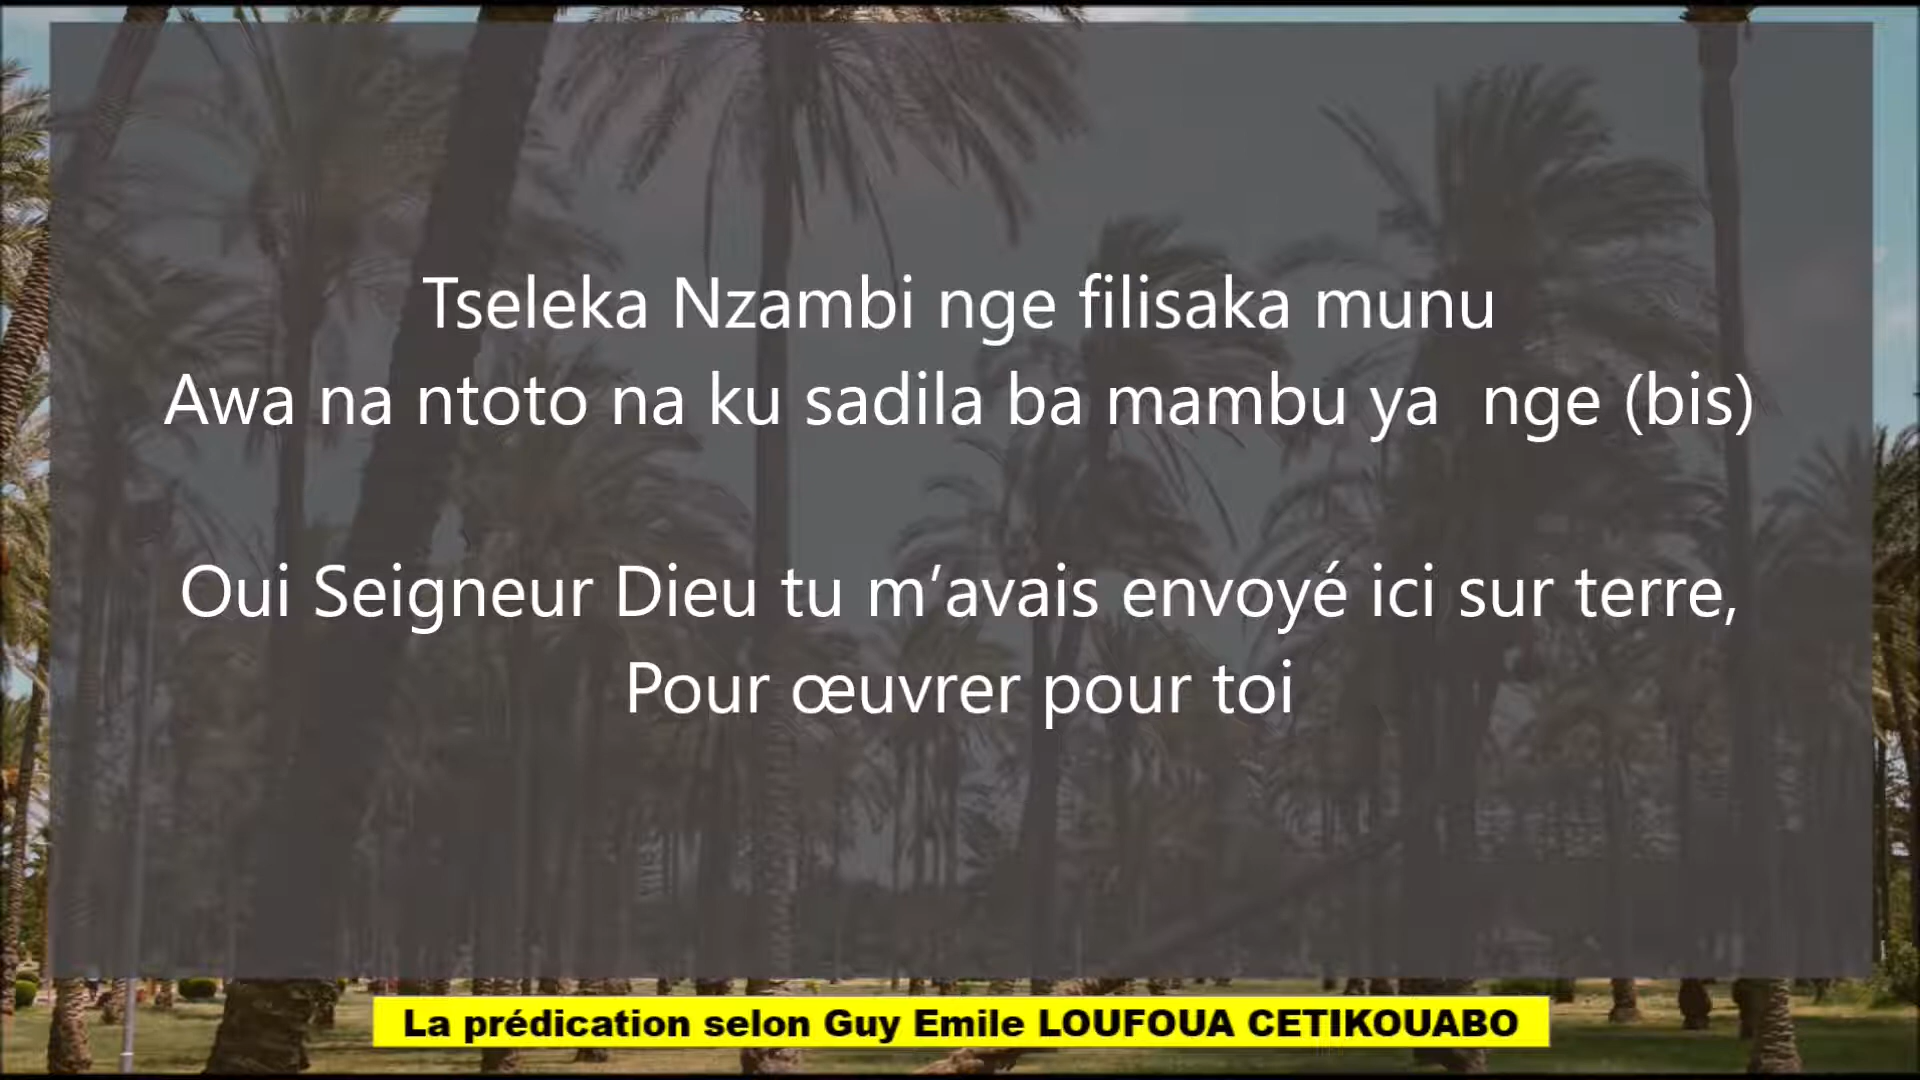 Tseleka Nzambi nge filisaka munu
Awa na ntoto na ku sadila ba mambu ya  nge (bis)
Oui Seigneur Dieu tu m’avais envoyé ici sur terre,
Pour œuvrer pour toi
La prédication selon Guy Emile LOUFOUA CETIKOUABO